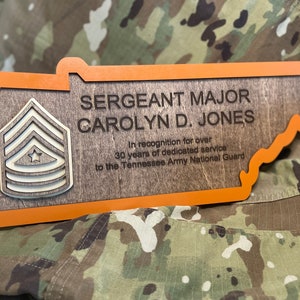 SERGEANT MAJOR
CAROLYN D. JONES
In recognition for over
30 years of dedicated service
to the Tennessee Army National Guard